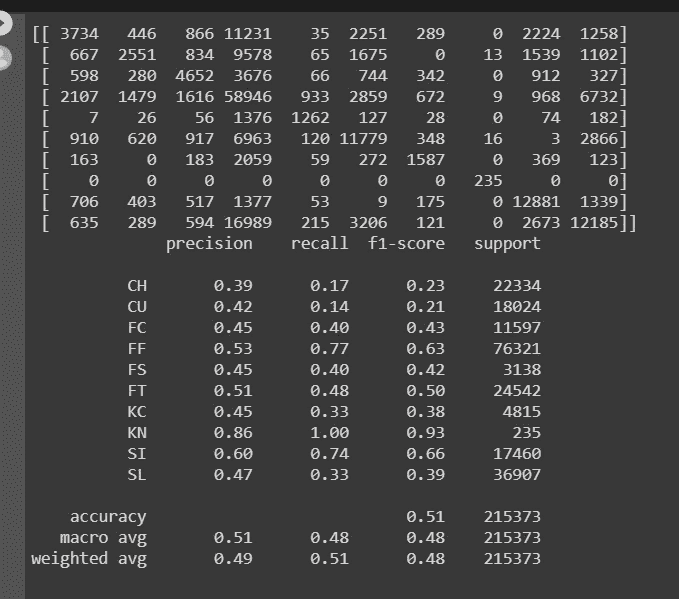 [[ 3734 446 866 11231 35 2251 289 0 2224 1258]
[ 667 2551 834 9578 65 1675 0 13 1539 1102]
[ 598 280 4652 3676 66 744 342 0 912 327]
[ 2107 1479 1616 58946 933 2859 672 9 968 6732]
[ 7 26 56 1376 1262 127 28 0 74 182]
[ 910 620 917 6963 120 11779 348 16 3 2866]
[ 163 0 183 2059 59 272 1587 0 369 123]
[ 0 0 0 0 0 0 0 235 0 0]
[ 706 403 517 1377 53 9 175 0 12881 1339]
[ 635 289 594 16989 215 3206 121 0 2673 12185]]
precision recall f1-score support
CH 0.39 0.17 0.23 22334
CU 0.42 0.14 0.21 18024
FC 0.45 0.40 0.43 11597
FF 0.53 0.77 0.63 76321
FS 0.45 0.40 0.42 3138
FT 0.51 0.48 0.50 24542
KC 0.45 0.33 0.38 4815
KN 0.86 1.00 0.93 235
SI 0.60 0.74 0.66 17460
SL 0.47 0.33 0.39 36907
accuracy 0.51 215373
macro avg 0.51 0.48 0.48 215373
weighted avg 0.49 0.51 0.48 215373